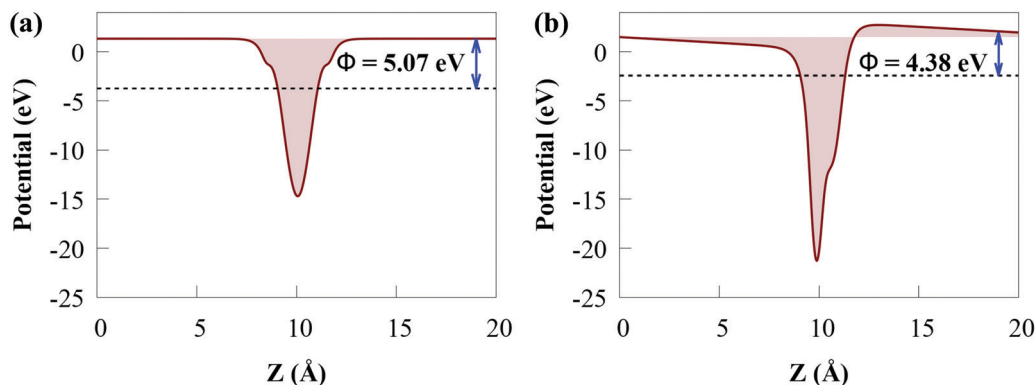 (a)
Potential (eV)
0
-5
-10
-15
-20
-25
Φ = 5.07 eV
0 5 10 15 20
Z (Å)
(b)
Potential (eV)
0
-5
-10
-15
-20
-25
Φ = 4.38 eV
0 5 10 15 20
Z (Å)